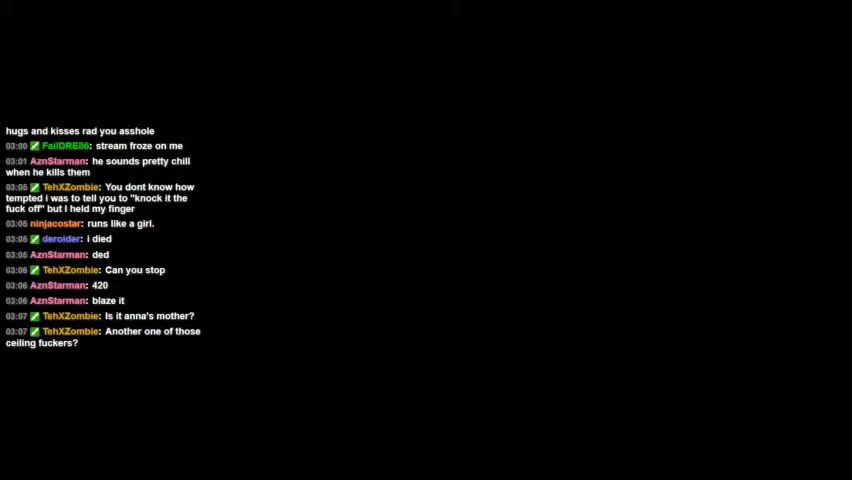 hugs and kisses rad you asshole
03:00 FailDRE86: stream froze on me
03:01 AznStarman: he sounds pretty chill
when he kills them
03:05 TehXZombie: You dont know how
tempted i was to tell you to "knock it the
fuck off" but I held my finger
03:05 ninjacostar: runs like a girl.
03:05 deroider: i died
03:05 AznStarman: ded
03:06 TehXZombie: Can you stop
03:06 AznStarman: 420
03:06 AznStarman: blaze it
03:07 TehXZombie: Is it anna's mother?
03:07 TehXZombie: Another one of those
ceiling fuckers?